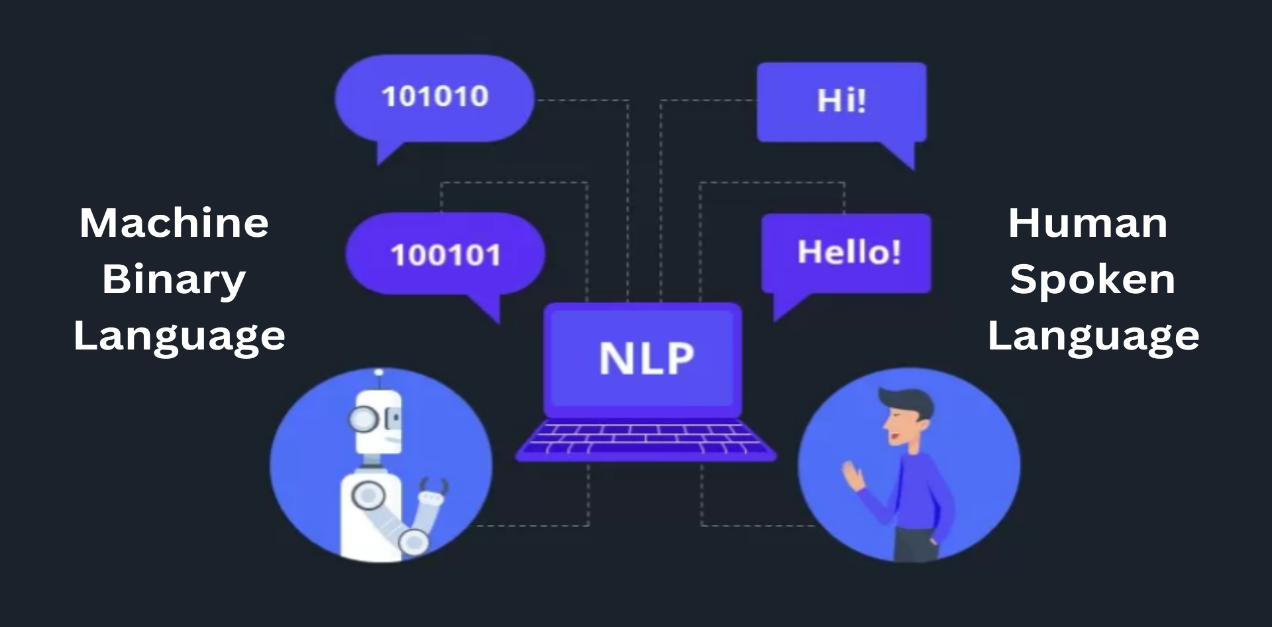 101010
Hi!
Machine
Binary
Language
100101
Hello!
Human
Spoken
Language
NLP